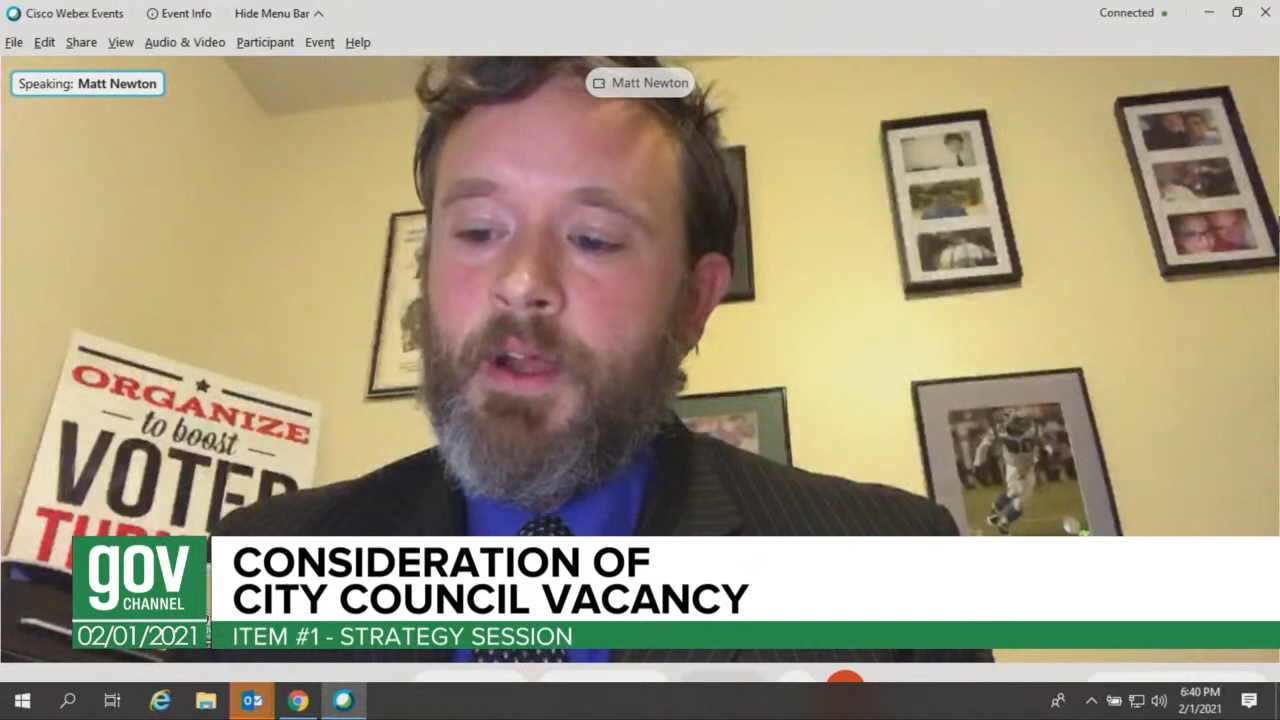 Cisco Webex Events
Event Info
Hide Menu Bar
Connected
File Edit Share View Audio & Video Participant Event Help
Speaking: Matt Newton
Matt Newton
ORGANIZE
to boost
VOTER
gov
CHANNEL
CONSIDERATION OF
CITY COUNCIL VACANCY
02/01/2021
ITEM #1 - STRATEGY SESSION
6:40 PM
2/1/2021